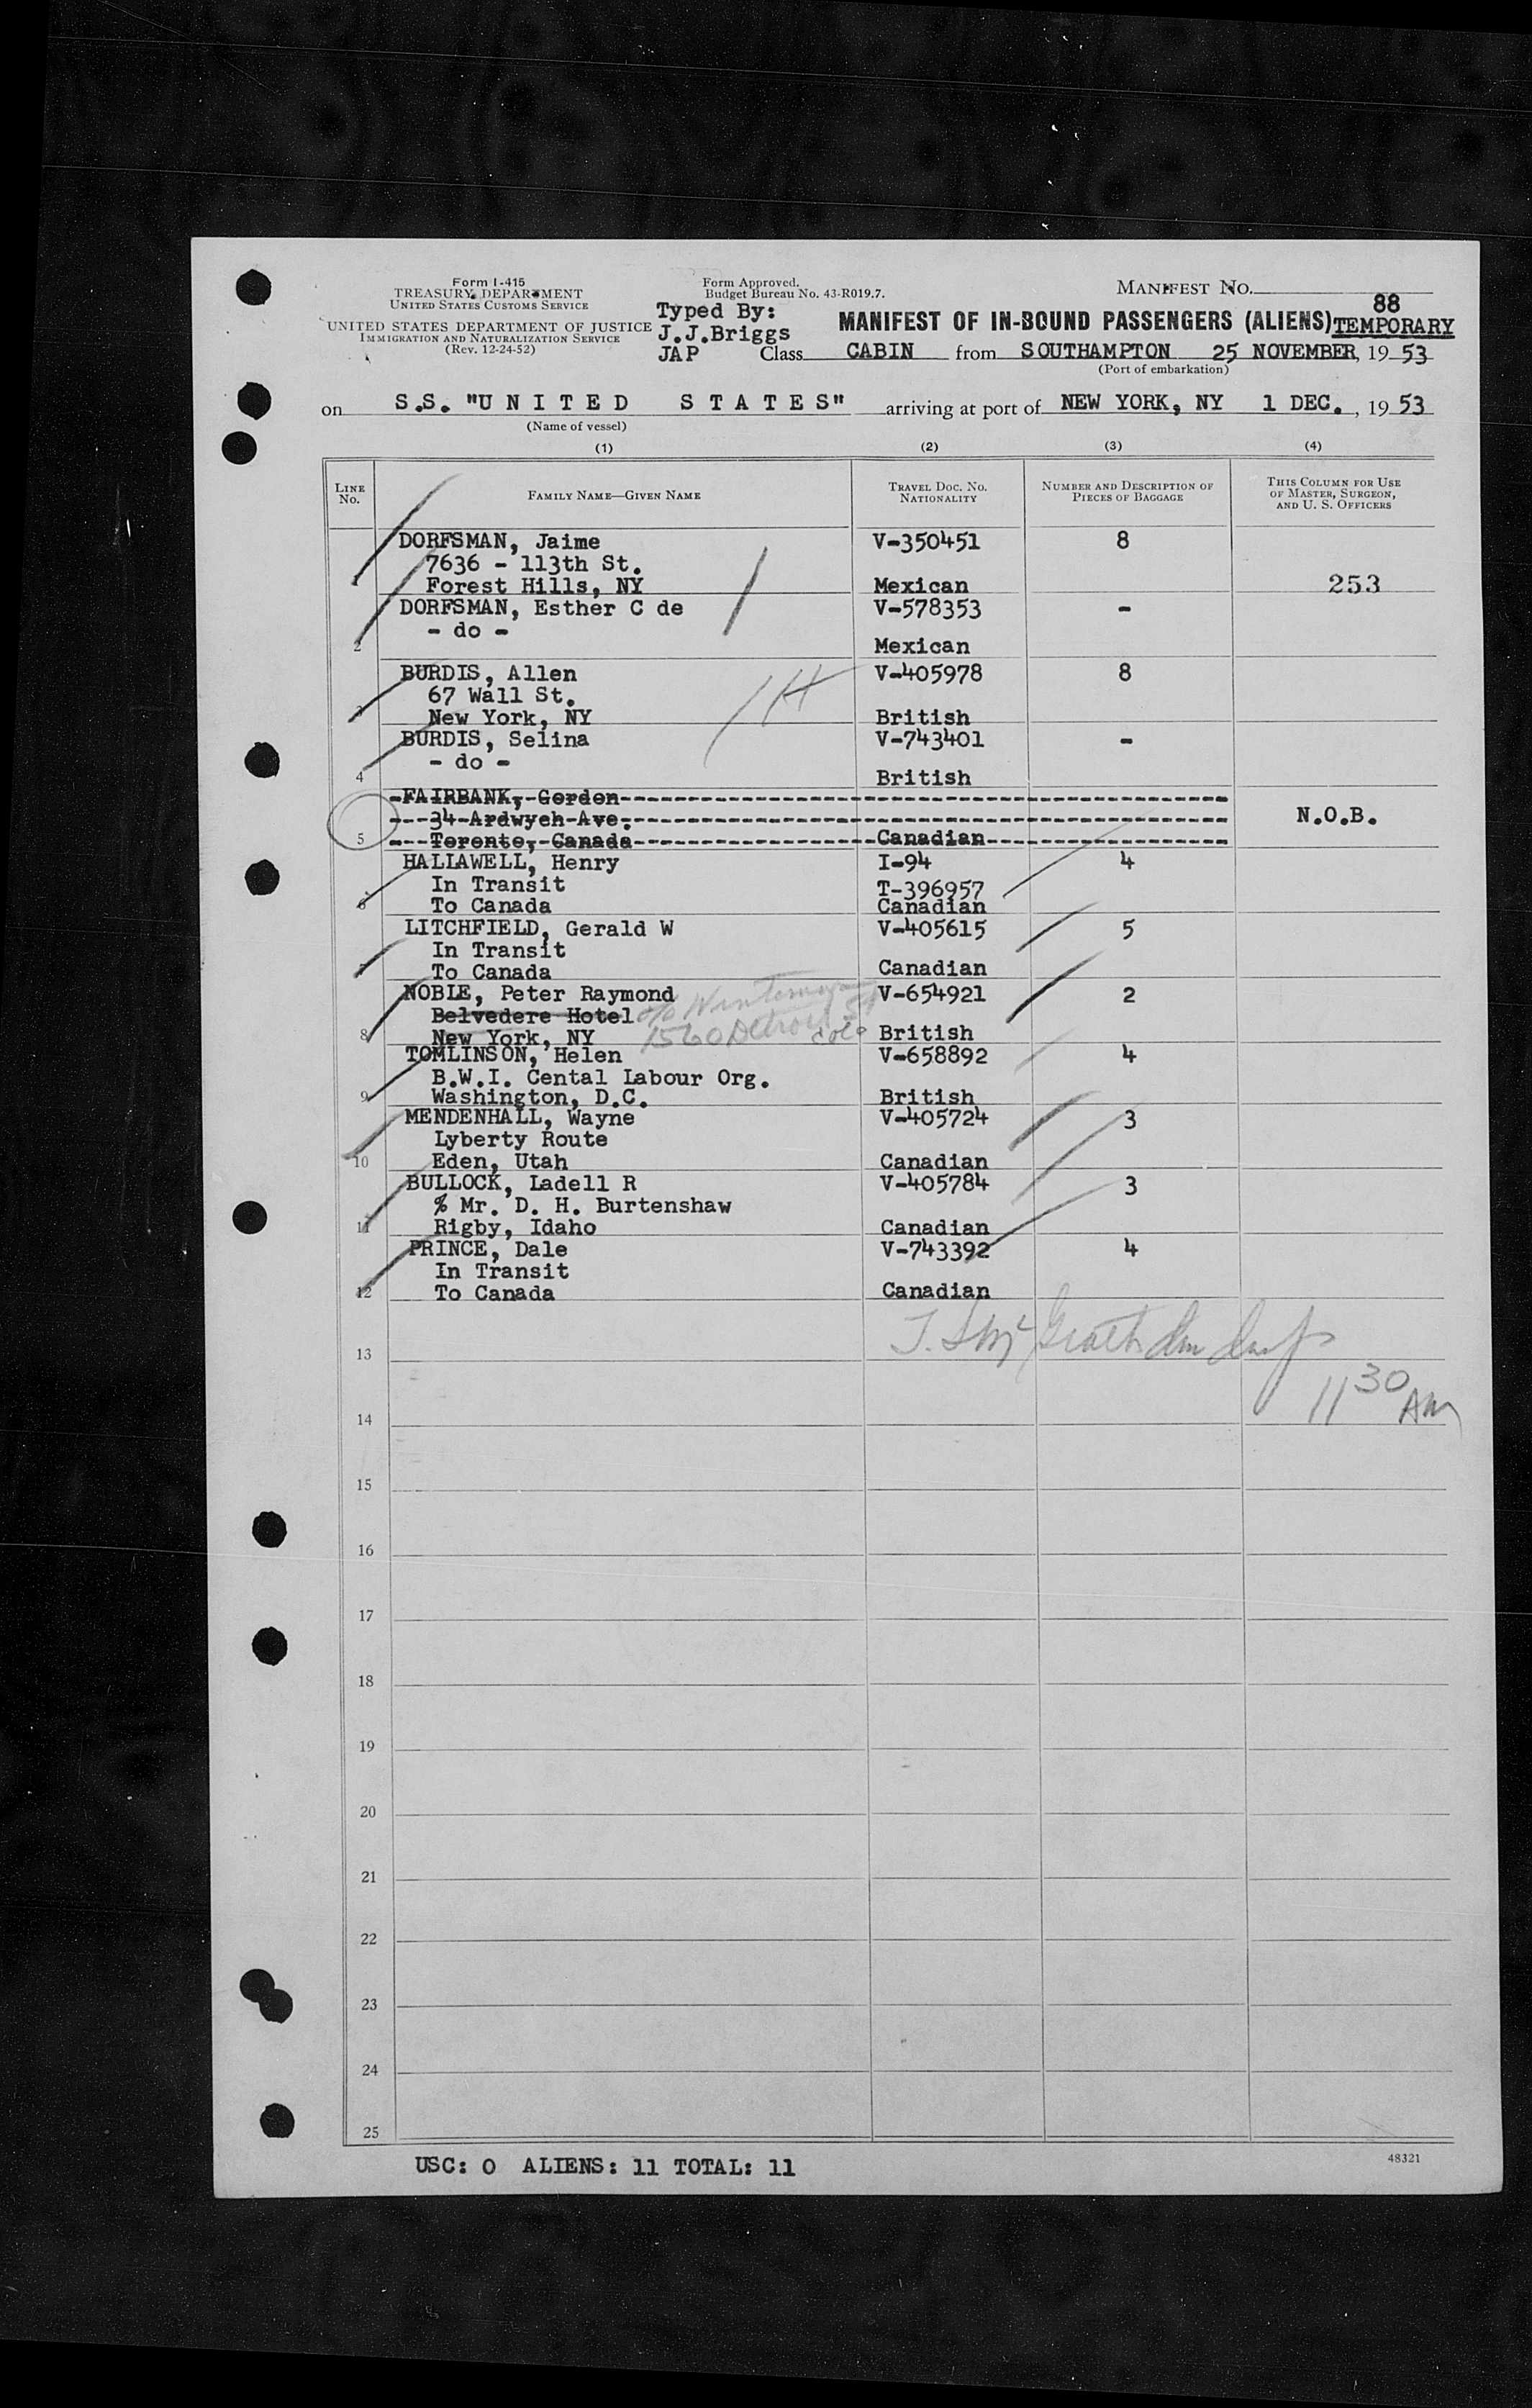 Form I-415
TREASURY DEPARTMENT
UNITED STATES CUSTOMS SERVICE
UNITED STATES DEPARTMENT OF JUSTICE
IMMIGRATION AND NATURALIZATION SERVICE
(Rev. 12-24-52)
Form Approved.
Budget Bureau No. 43-R019.7.
Typed By:
J.J.Briggs
JAP
MANIFEST NO.
88
MANIFEST OF IN-BOUND PASSENGERS (ALIENS) TEMPORARY
Class CABIN from SOUTHAMPTON 25 NOVEMBER, 19 53
(Port of embarkation)
on S.S. "U N I T E D S T A T E S" arriving at port of NEW YORK, NY 1 DEC. , 19 53
(Name of vessel)
(1) (2) (3) (4)
LINE NO. FAMILY NAME—GIVEN NAME TRAVEL DOC. NO. NATIONALITY NUMBER AND DESCRIPTION OF PIECES OF BAGGAGE THIS COLUMN FOR USE OF MASTER, SURGEON, AND U. S. OFFICERS
DORFSMAN, Jaime V-350451 8
7636 - 113th St.
1 Forest Hills, NY Mexican 253
DORFSMAN, Esther C de V-578353 -
- do -
2 Mexican
BURDIS, Allen V-405978 8
67 Wall St.
3 New York, NY British
BURDIS, Selina V-743401 -
- do -
4 British
-FAIRBANK,-Gordon-
---34-Ardwych-Ave.- N.O.B.
5 ---Toronto,-Canada- -Canadian-
HALLAWELL, Henry I-94 4
In Transit T-396957
6 To Canada Canadian
LITCHFIELD, Gerald W V-405615 5
In Transit
7 To Canada Canadian
NOBLE, Peter Raymond V-654921 2
Belvedere Hotel c/o
8 New York, NY 1560 Detroit St Colo British
TOMLINSON, Helen V-658892 4
B.W.I. Cental Labour Org.
9 Washington, D.C. British
MENDENHALL, Wayne V-405724 3
Lyberty Route
10 Eden, Utah Canadian
BULLOCK, Ladell R V-405784 3
% Mr. D. H. Burtenshaw
11 Rigby, Idaho Canadian
PRINCE, Dale V-743392 4
In Transit
12 To Canada Canadian
13
11 30 AM
14
15
16
17
18
19
20
21
22
23
24
25
USC: 0 ALIENS: 11 TOTAL: 11
48321